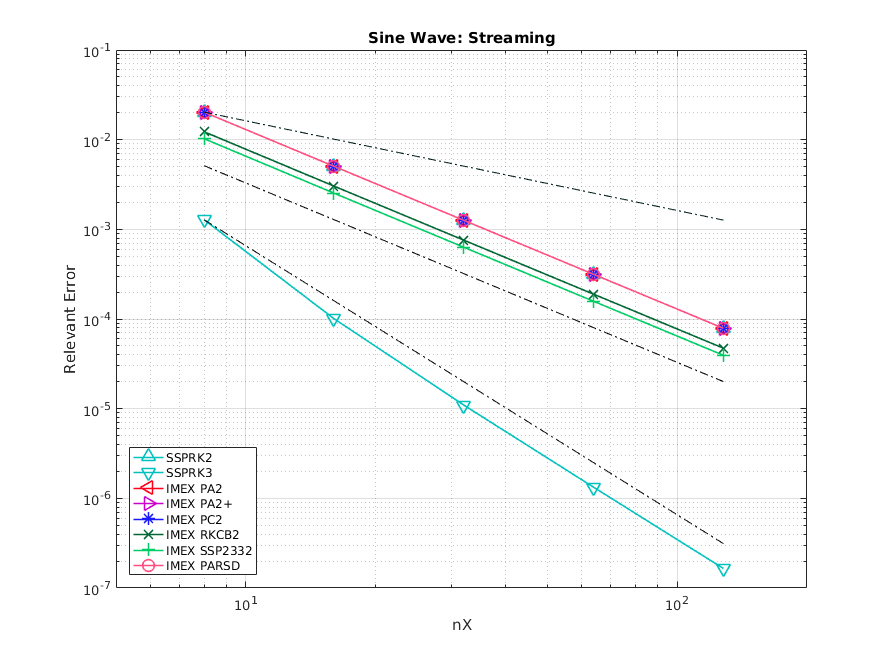 Sine Wave: Streaming
10^-1
10^-2
10^-3
10^-4
10^-5
10^-6
10^-7
Relevant Error
SSPRK2
SSPRK3
IMEX PA2
IMEX PA2+
IMEX PC2
IMEX RKCB2
IMEX SSP2332
IMEX PARSD
10^1
10^2
nX